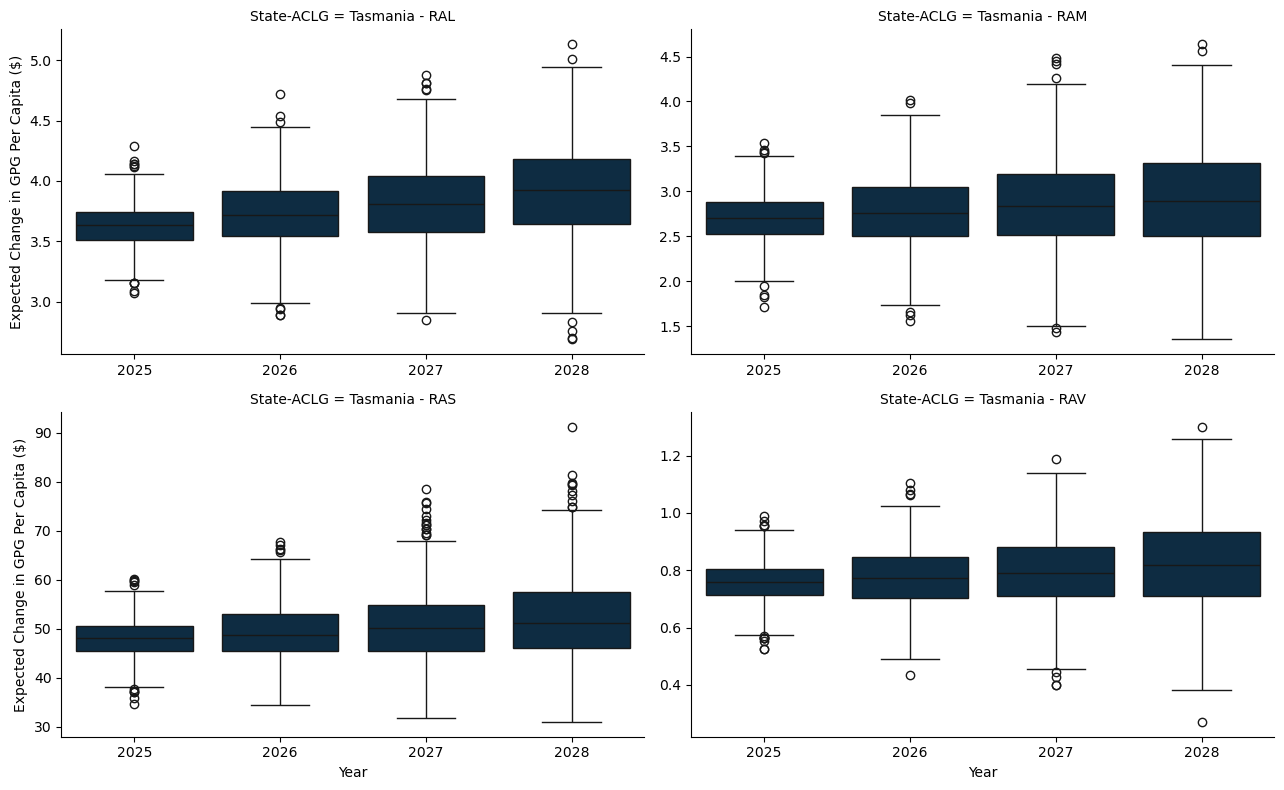 State-ACLG = Tasmania - RAL
Expected Change in GPG Per Capita ($)
5.0
4.5
4.0
3.5
3.0
2025 2026 2027 2028
State-ACLG = Tasmania - RAM
4.5
4.0
3.5
3.0
2.5
2.0
1.5
2025 2026 2027 2028
State-ACLG = Tasmania - RAS
Expected Change in GPG Per Capita ($)
90
80
70
60
50
40
30
2025 2026 2027 2028
Year
State-ACLG = Tasmania - RAV
1.2
1.0
0.8
0.6
0.4
2025 2026 2027 2028
Year